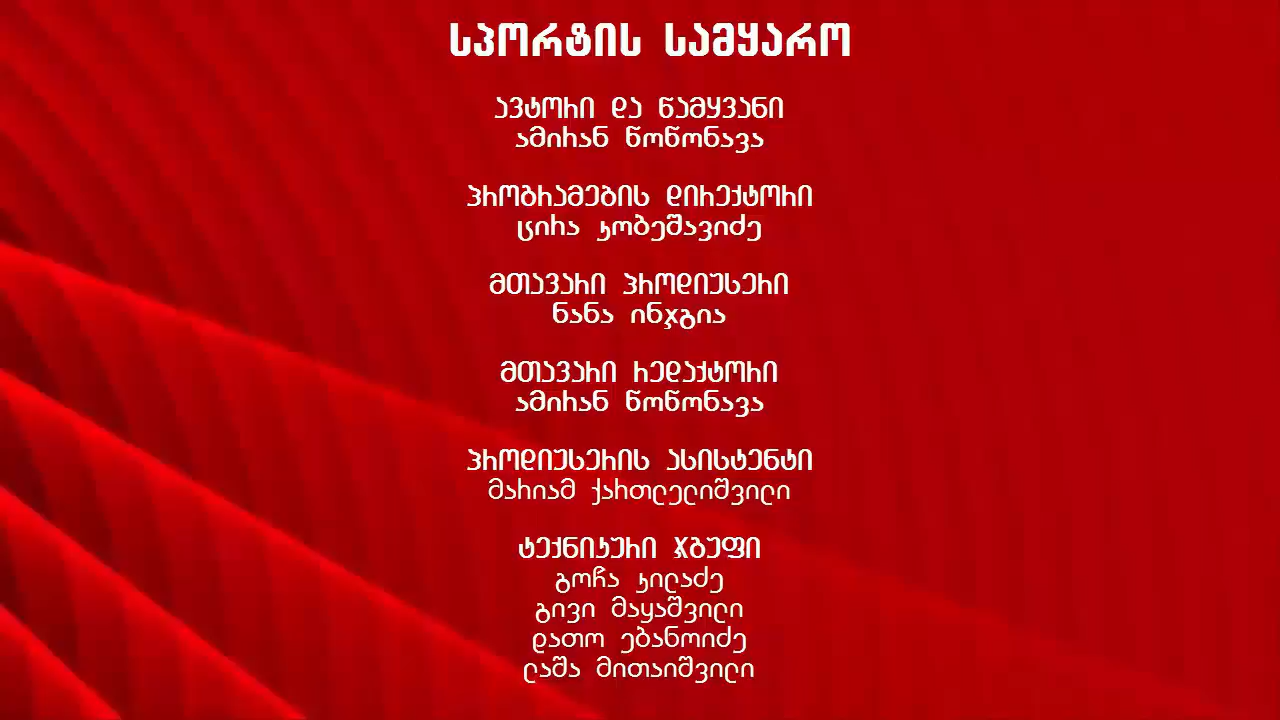 სპორტის სამყარო
ავტორი და წამყვანი
ამირან წოწონავა
პროგრამების დირექტორი
ცირა კობეშავიძე
მთავარი პროდიუსერი
ნანა ინჯგია
მთავარი რედაქტორი
ამირან წოწონავა
პროდიუსერის ასისტენტი
მარიამ ქართლელიშვილი
ტექნიკური ჯგუფი
გოჩა კილაძე
გივი მაყაშვილი
დათო ებანოიძე
ლაშა მითაიშვილი